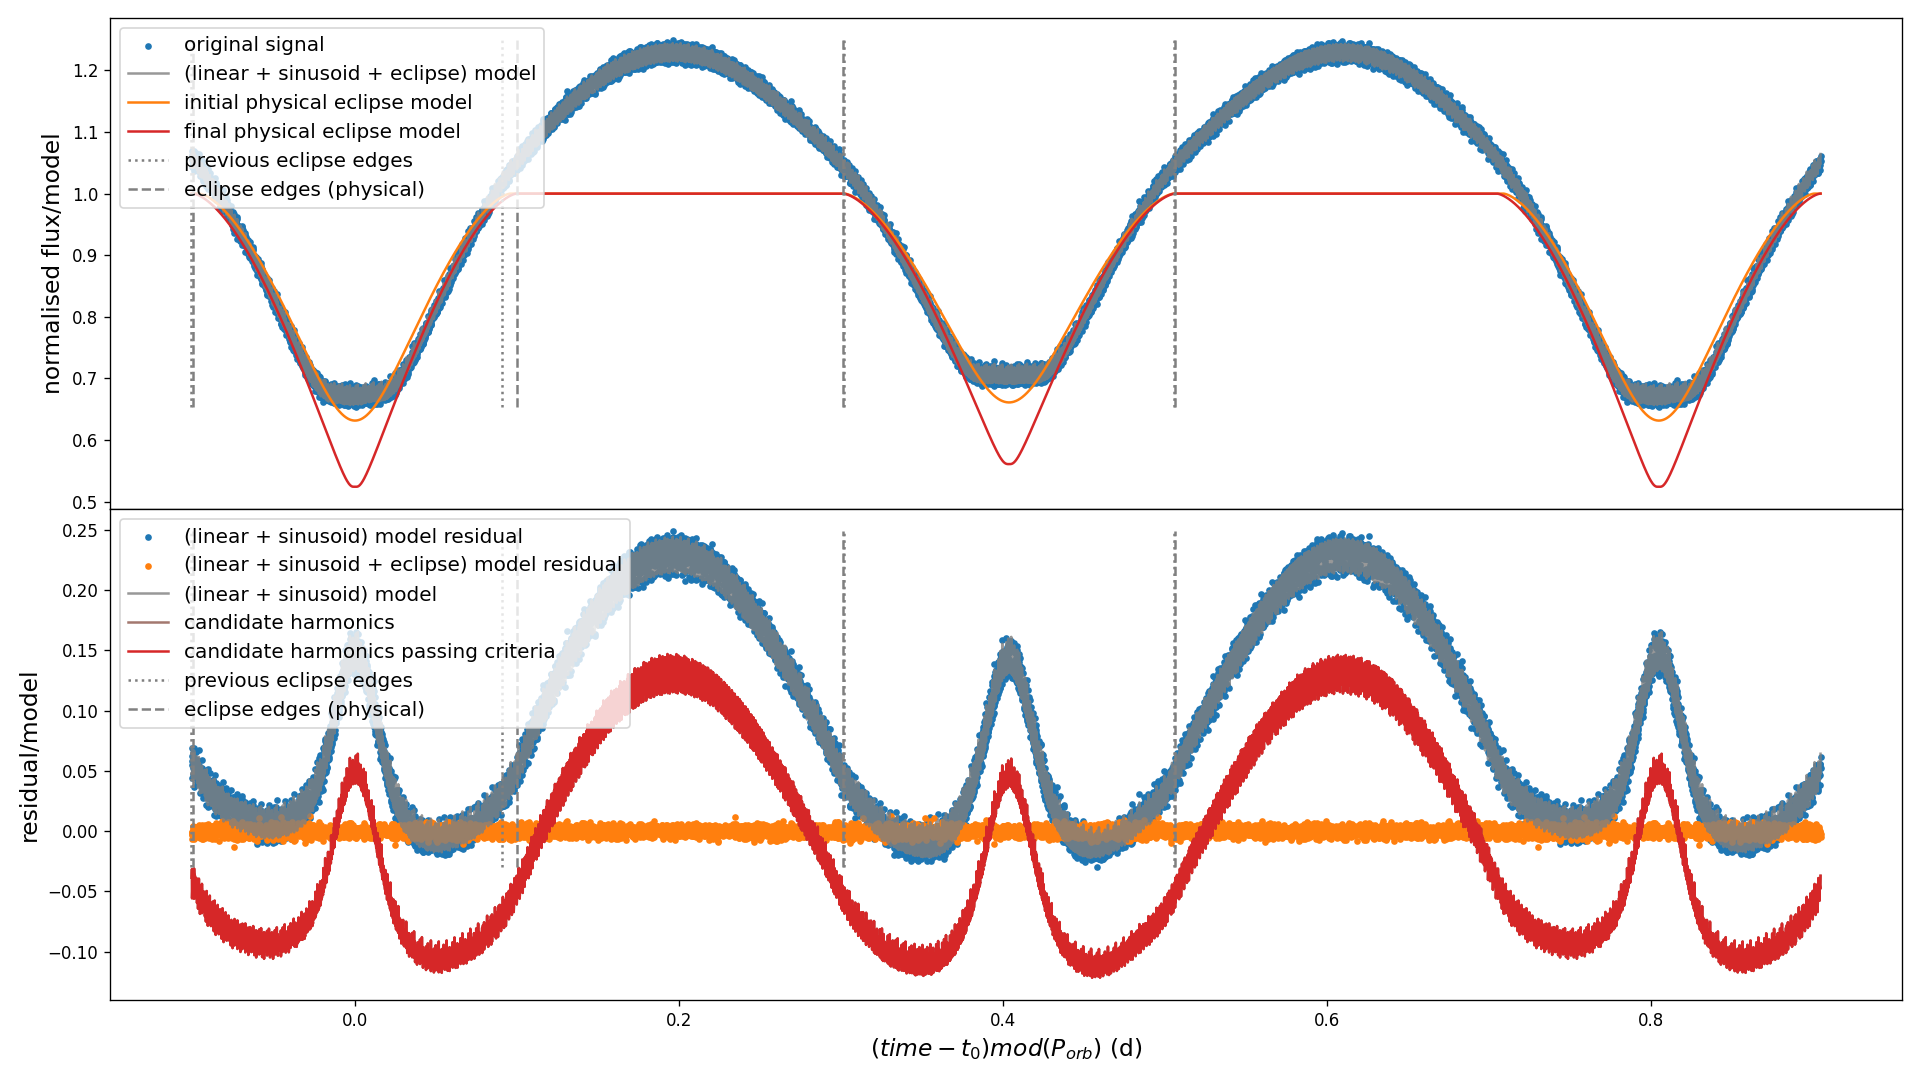 original signal
(linear + sinusoid + eclipse) model
initial physical eclipse model
final physical eclipse model
previous eclipse edges
eclipse edges (physical)
normalised flux/model
1.2
1.1
1.0
0.9
0.8
0.7
0.6
0.5
(linear + sinusoid) model residual
(linear + sinusoid + eclipse) model residual
(linear + sinusoid) model
candidate harmonics
candidate harmonics passing criteria
previous eclipse edges
eclipse edges (physical)
residual/model
0.25
0.20
0.15
0.10
0.05
0.00
−0.05
−0.10
0.0 0.2 0.4 0.6 0.8
(time − t₀)mod(Pₒᵣb) (d)